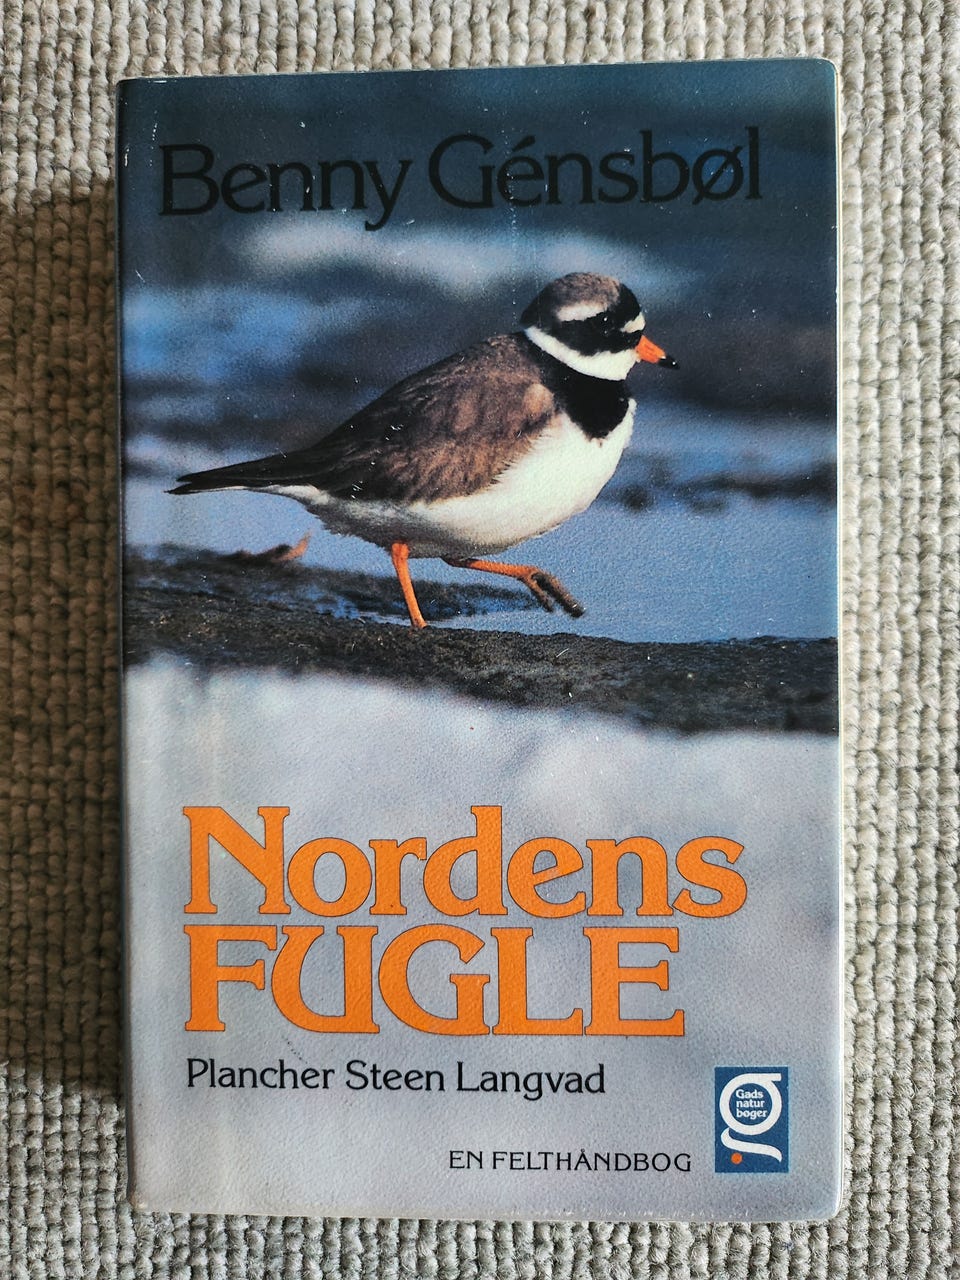 Benny Génsbøl
Nordens
FUGLE
Plancher Steen Langvad
EN FELTHÅNDBOG
Gads
natur
bøger